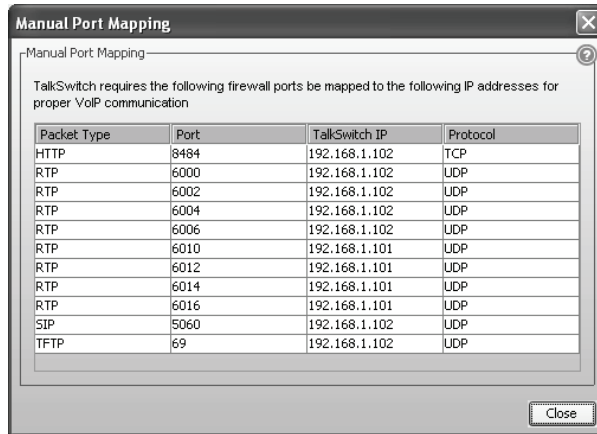 Manual Port Mapping
Manual Port Mapping
?
TalkSwitch requires the following firewall ports be mapped to the following IP addresses for
proper VoIP communication
Packet Type Port TalkSwitch IP Protocol
HTTP 8484 192.168.1.102 TCP
RTP 6000 192.168.1.102 UDP
RTP 6002 192.168.1.102 UDP
RTP 6004 192.168.1.102 UDP
RTP 6006 192.168.1.102 UDP
RTP 6010 192.168.1.101 UDP
RTP 6012 192.168.1.101 UDP
RTP 6014 192.168.1.101 UDP
RTP 6016 192.168.1.101 UDP
SIP 5060 192.168.1.102 UDP
TFTP 69 192.168.1.102 UDP
Close